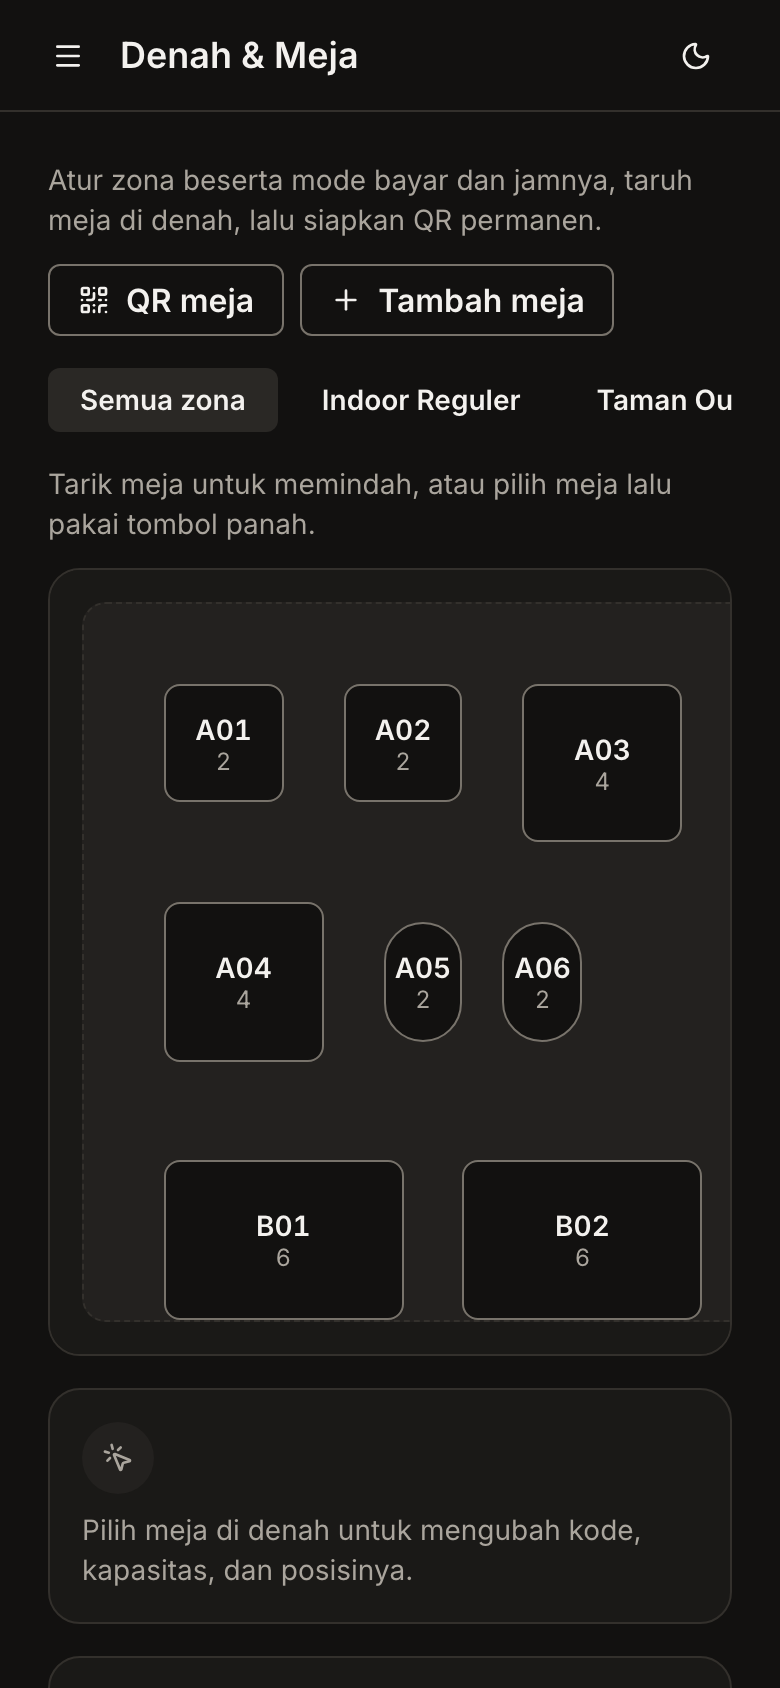 Denah & Meja
Atur zona beserta mode bayar dan jamnya, taruh
meja di denah, lalu siapkan QR permanen.
QR meja
Tambah meja
Semua zona
Indoor Reguler
Taman Ou
Tarik meja untuk memindah, atau pilih meja lalu
pakai tombol panah.
A01
2
A02
2
A03
4
A04
4
A05
2
A06
2
B01
6
B02
6
Pilih meja di denah untuk mengubah kode,
kapasitas, dan posisinya.